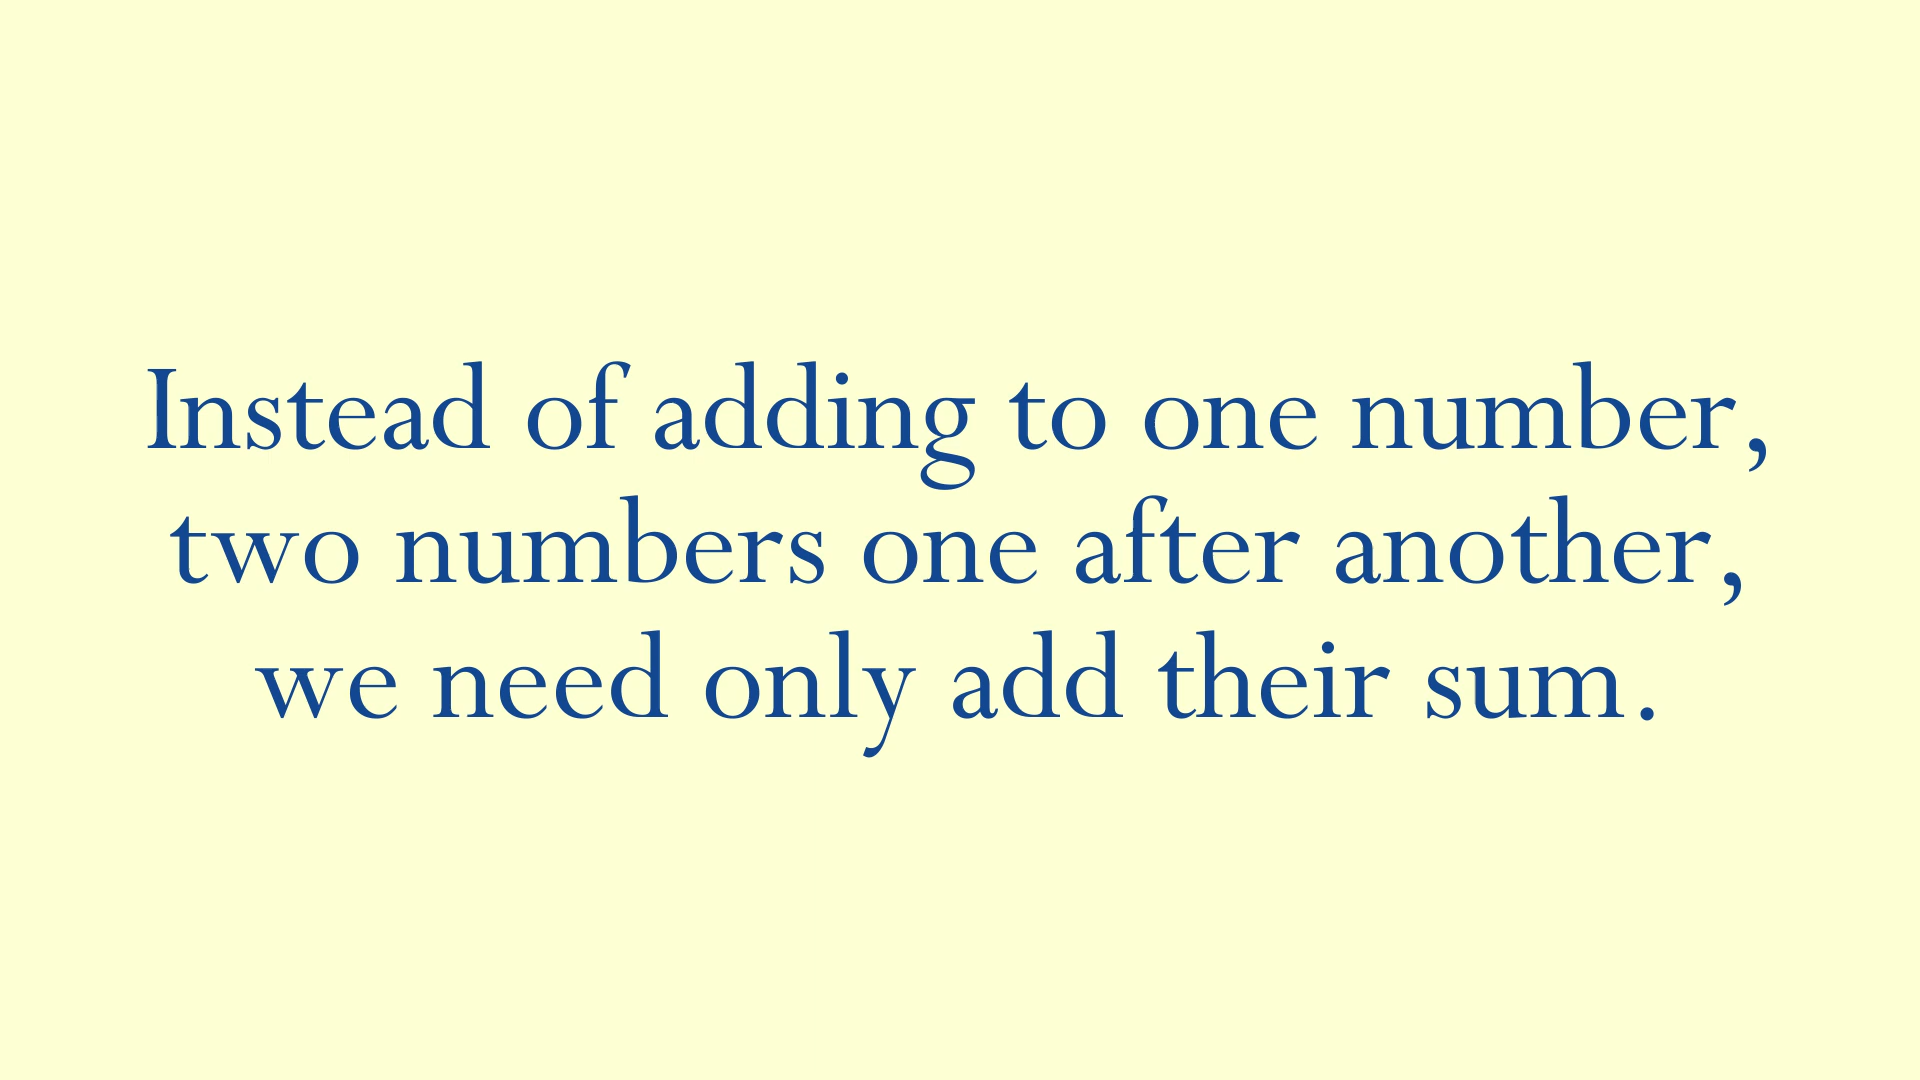 Instead of adding to one number,
two numbers one after another,
we need only add their sum.